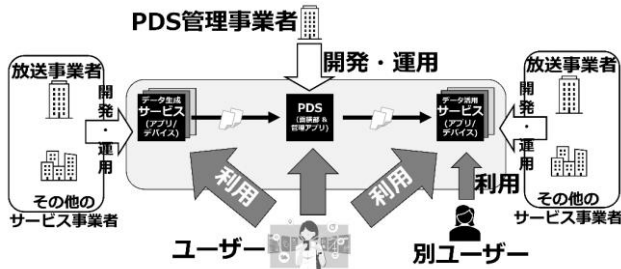 PDS管理事業者
開発・運用
放送事業者
開発・運用
その他の
サービス事業者
データ生成
サービス
(アプリ/
デバイス)
PDS
(蓄積部 &
管理アプリ)
データ活用
サービス
(アプリ/
デバイス)
放送事業者
開発・運用
その他の
サービス事業者
利用
利用
利用
ユーザー
別ユーザー